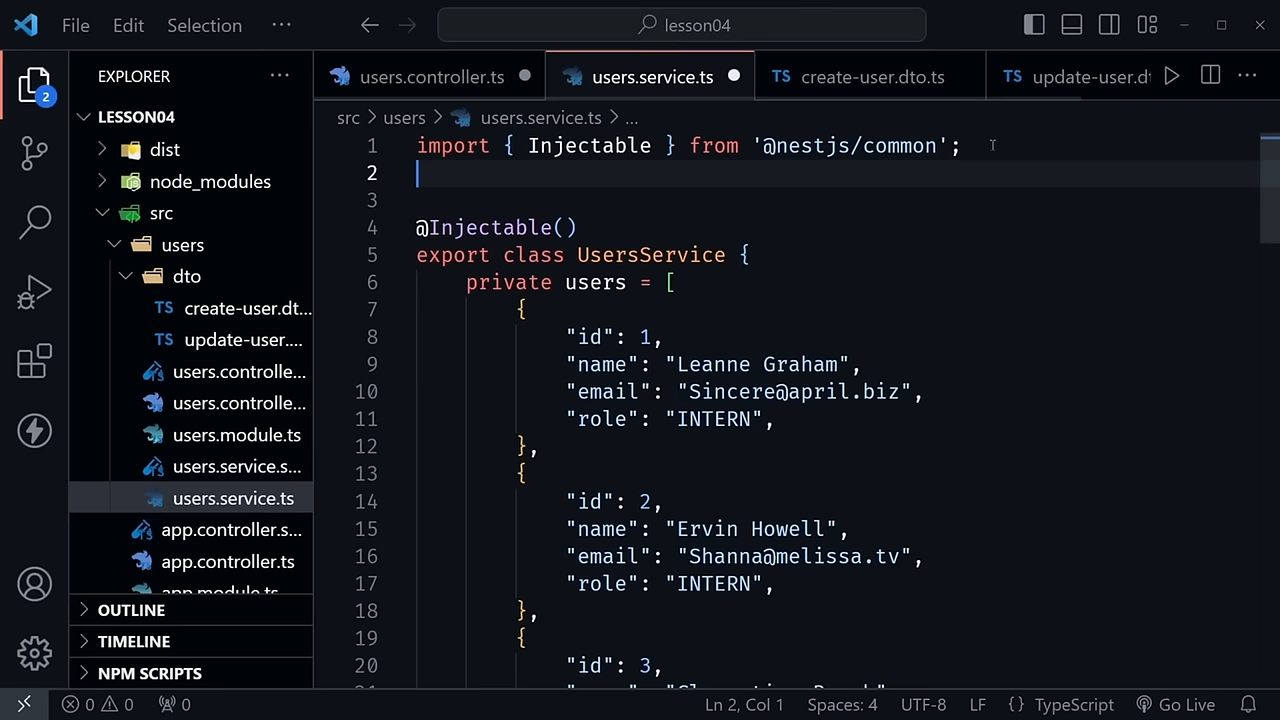 File Edit Selection ··· lesson04
EXPLORER ···
2
LESSON04
dist
node_modules
src
users
dto
TS create-user.dt...
TS update-user....
users.controlle...
users.controlle...
users.module.ts
users.service.s...
users.service.ts
app.controller.s...
app.controller.ts
app.module.ts
OUTLINE
TIMELINE
NPM SCRIPTS
users.controller.ts users.service.ts TS create-user.dto.ts TS update-user.dt
src > users > users.service.ts > ...
1 import { Injectable } from '@nestjs/common';
2
3
4 @Injectable()
5 export class UsersService {
6 private users = [
7 {
8 "id": 1,
9 "name": "Leanne Graham",
10 "email": "Sincere@april.biz",
11 "role": "INTERN",
12 },
13 {
14 "id": 2,
15 "name": "Ervin Howell",
16 "email": "Shanna@melissa.tv",
17 "role": "INTERN",
18 },
19 {
20 "id": 3,
0 0 0 Ln 2, Col 1 Spaces: 4 UTF-8 LF {} TypeScript Go Live